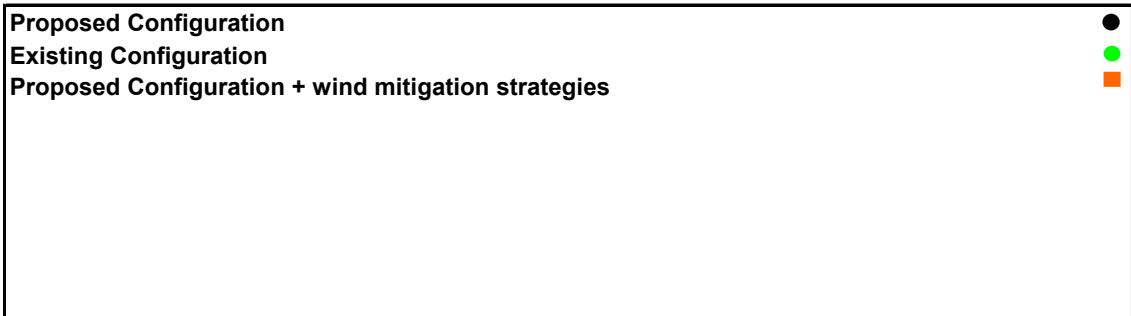 Proposed Configuration
Existing Configuration
Proposed Configuration + wind mitigation strategies